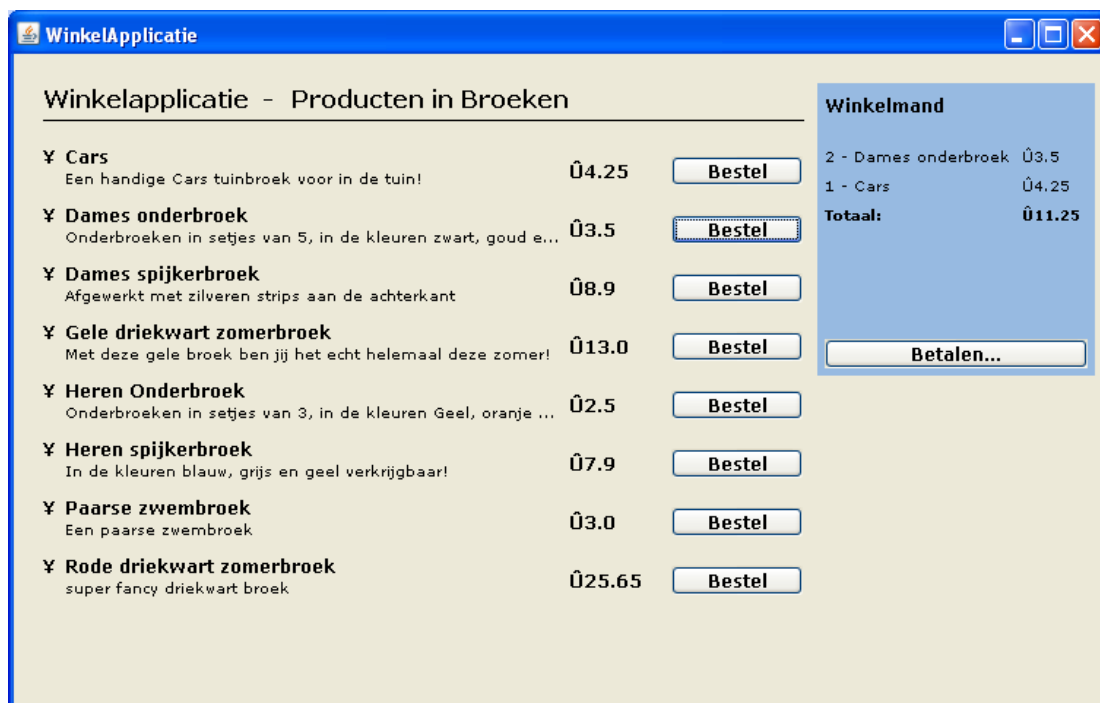 WinkelApplicatie
Winkelapplicatie - Producten in Broeken
¥ Cars
Een handige Cars tuinbroek voor in de tuin!
Û4.25
Bestel
¥ Dames onderbroek
Onderbroeken in setjes van 5, in de kleuren zwart, goud e...
Û3.5
Bestel
¥ Dames spijkerbroek
Afgewerkt met zilveren strips aan de achterkant
Û8.9
Bestel
¥ Gele driekwart zomerbroek
Met deze gele broek ben jij het echt helemaal deze zomer!
Û13.0
Bestel
¥ Heren Onderbroek
Onderbroeken in setjes van 3, in de kleuren Geel, oranje ...
Û2.5
Bestel
¥ Heren spijkerbroek
In de kleuren blauw, grijs en geel verkrijgbaar!
Û7.9
Bestel
¥ Paarse zwembroek
Een paarse zwembroek
Û3.0
Bestel
¥ Rode driekwart zomerbroek
super fancy driekwart broek
Û25.65
Bestel
Winkelmand
2 - Dames onderbroek Û3.5
1 - Cars Û4.25
Totaal: Û11.25
Betalen...